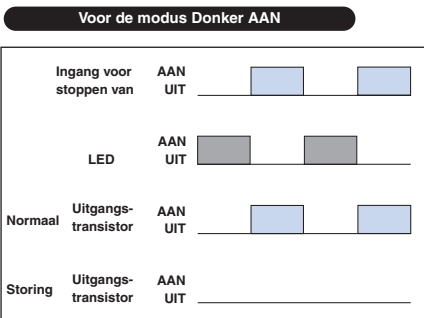 Voor de modus Donker AAN
Ingang voor AAN
stoppen van UIT
AAN
LED UIT
Uitgangs- AAN
Normaal transistor UIT
Uitgangs- AAN
Storing transistor UIT